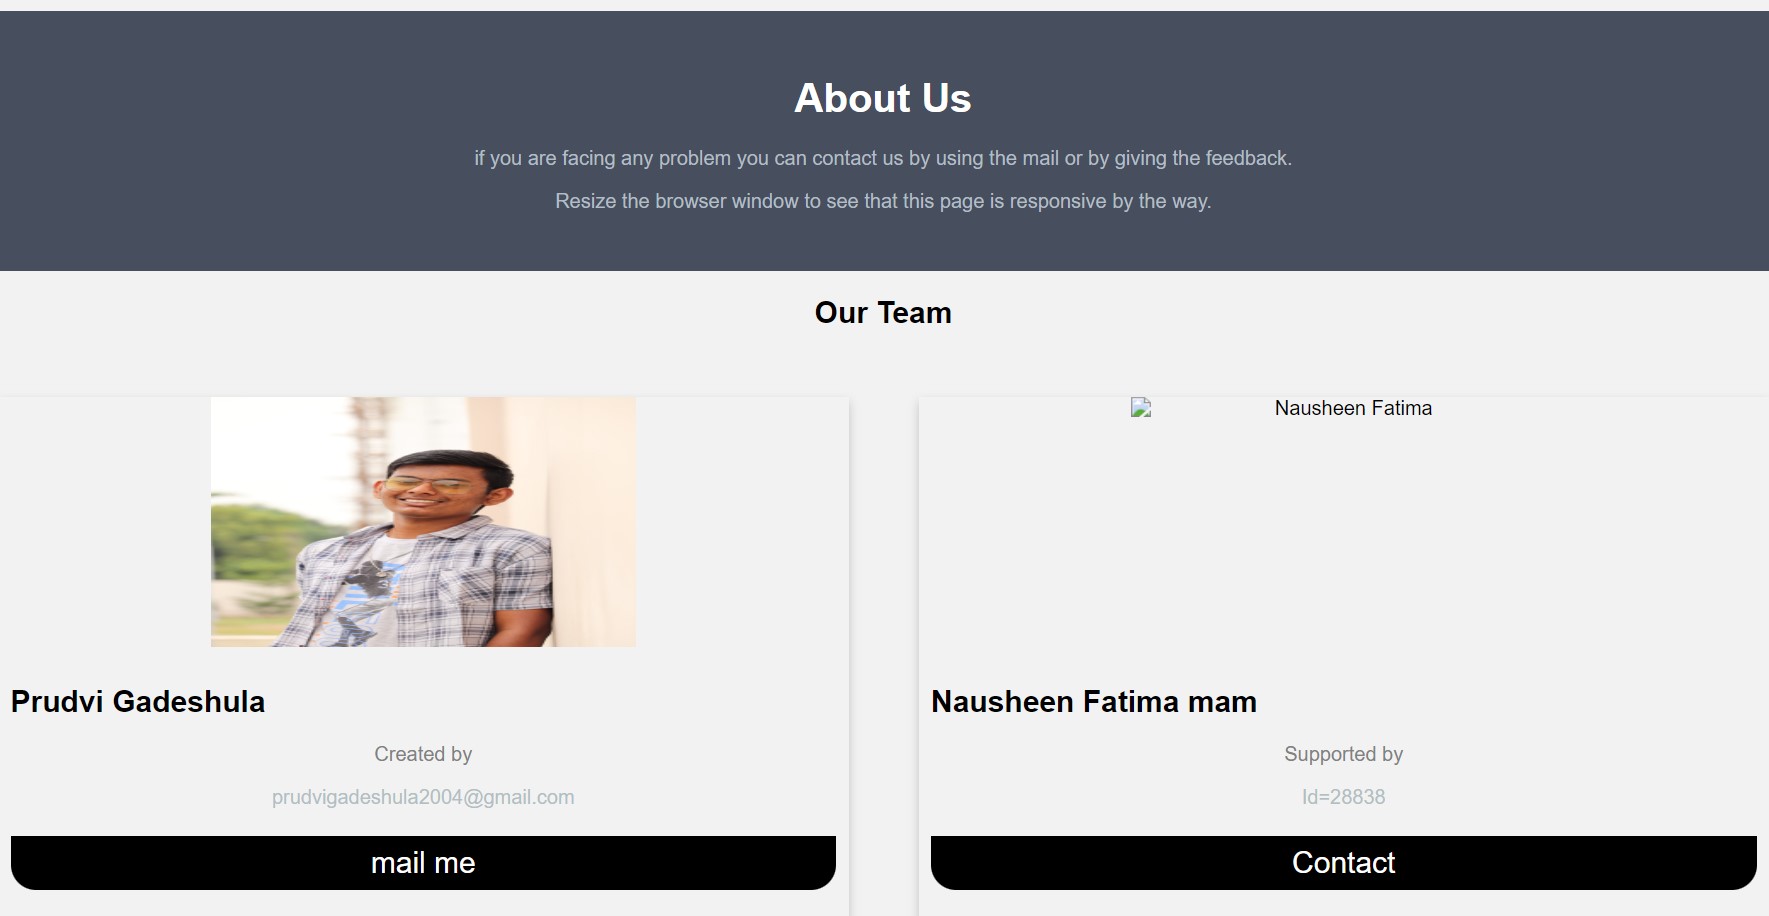 About Us
if you are facing any problem you can contact us by using the mail or by giving the feedback.
Resize the browser window to see that this page is responsive by the way.
Our Team
Nausheen Fatima
Prudvi Gadeshula
Created by
prudvigadeshula2004@gmail.com
mail me
Nausheen Fatima mam
Supported by
Id=28838
Contact